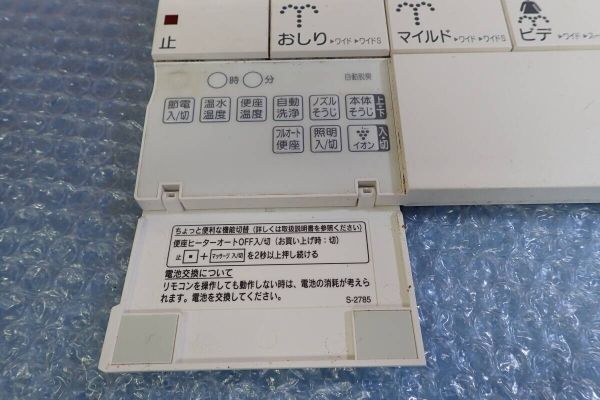 止
おしり ▶ワイド ▶ワイドS
マイルド ▶ワイド ▶ワイドS
ビデ
時 分
自動脱臭
節電 入/切
温水 温度
便座 温度
自動 洗浄
ノズル そうじ
本体 そうじ
上・下
フルオート 便座
照明 入/切
イオン
入・切
ちょっと便利な機能切替(詳しくは取扱説明書を参照ください)
便座ヒーターオートOFF入/切(お買い上げ時:切)
止 + マッサージ 入/切 を2秒以上押し続ける
電池交換について
リモコンを操作しても動作しない時は、電池の消耗が考えら
れます。電池を交換してください。
S-2785